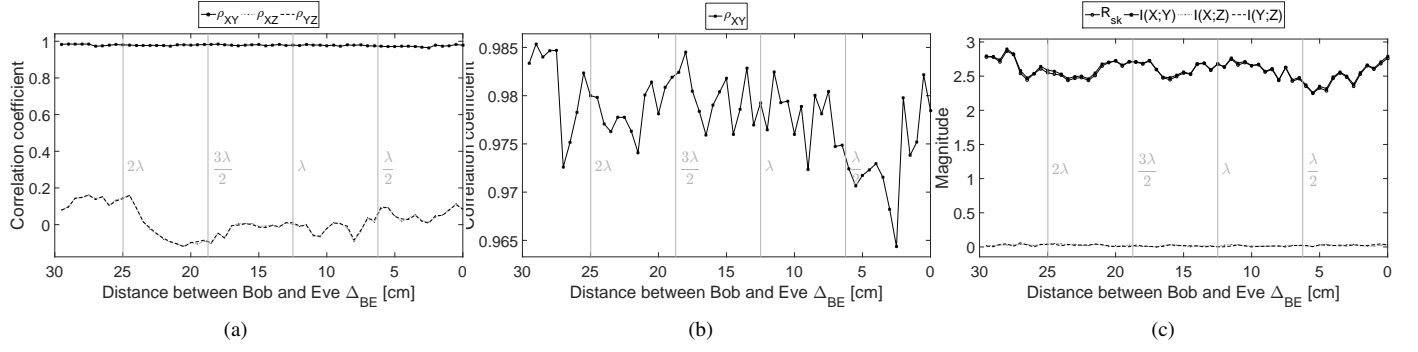 ρXY ρXZ ρYZ
Correlation coefficient
1
0.8
0.6
0.4
0.2
0
2λ
3λ/2
λ
λ/2
30 25 20 15 10 5 0
Distance between Bob and Eve ΔBE [cm]
(a)
ρXY
Correlation coefficient
0.985
0.98
0.975
0.97
0.965
2λ
3λ/2
λ
λ/2
30 25 20 15 10 5 0
Distance between Bob and Eve ΔBE [cm]
(b)
Rsk I(X;Y) I(X;Z) I(Y;Z)
Magnitude
3
2.5
2
1.5
1
0.5
0
2λ
3λ/2
λ
λ/2
30 25 20 15 10 5 0
Distance between Bob and Eve ΔBE [cm]
(c)